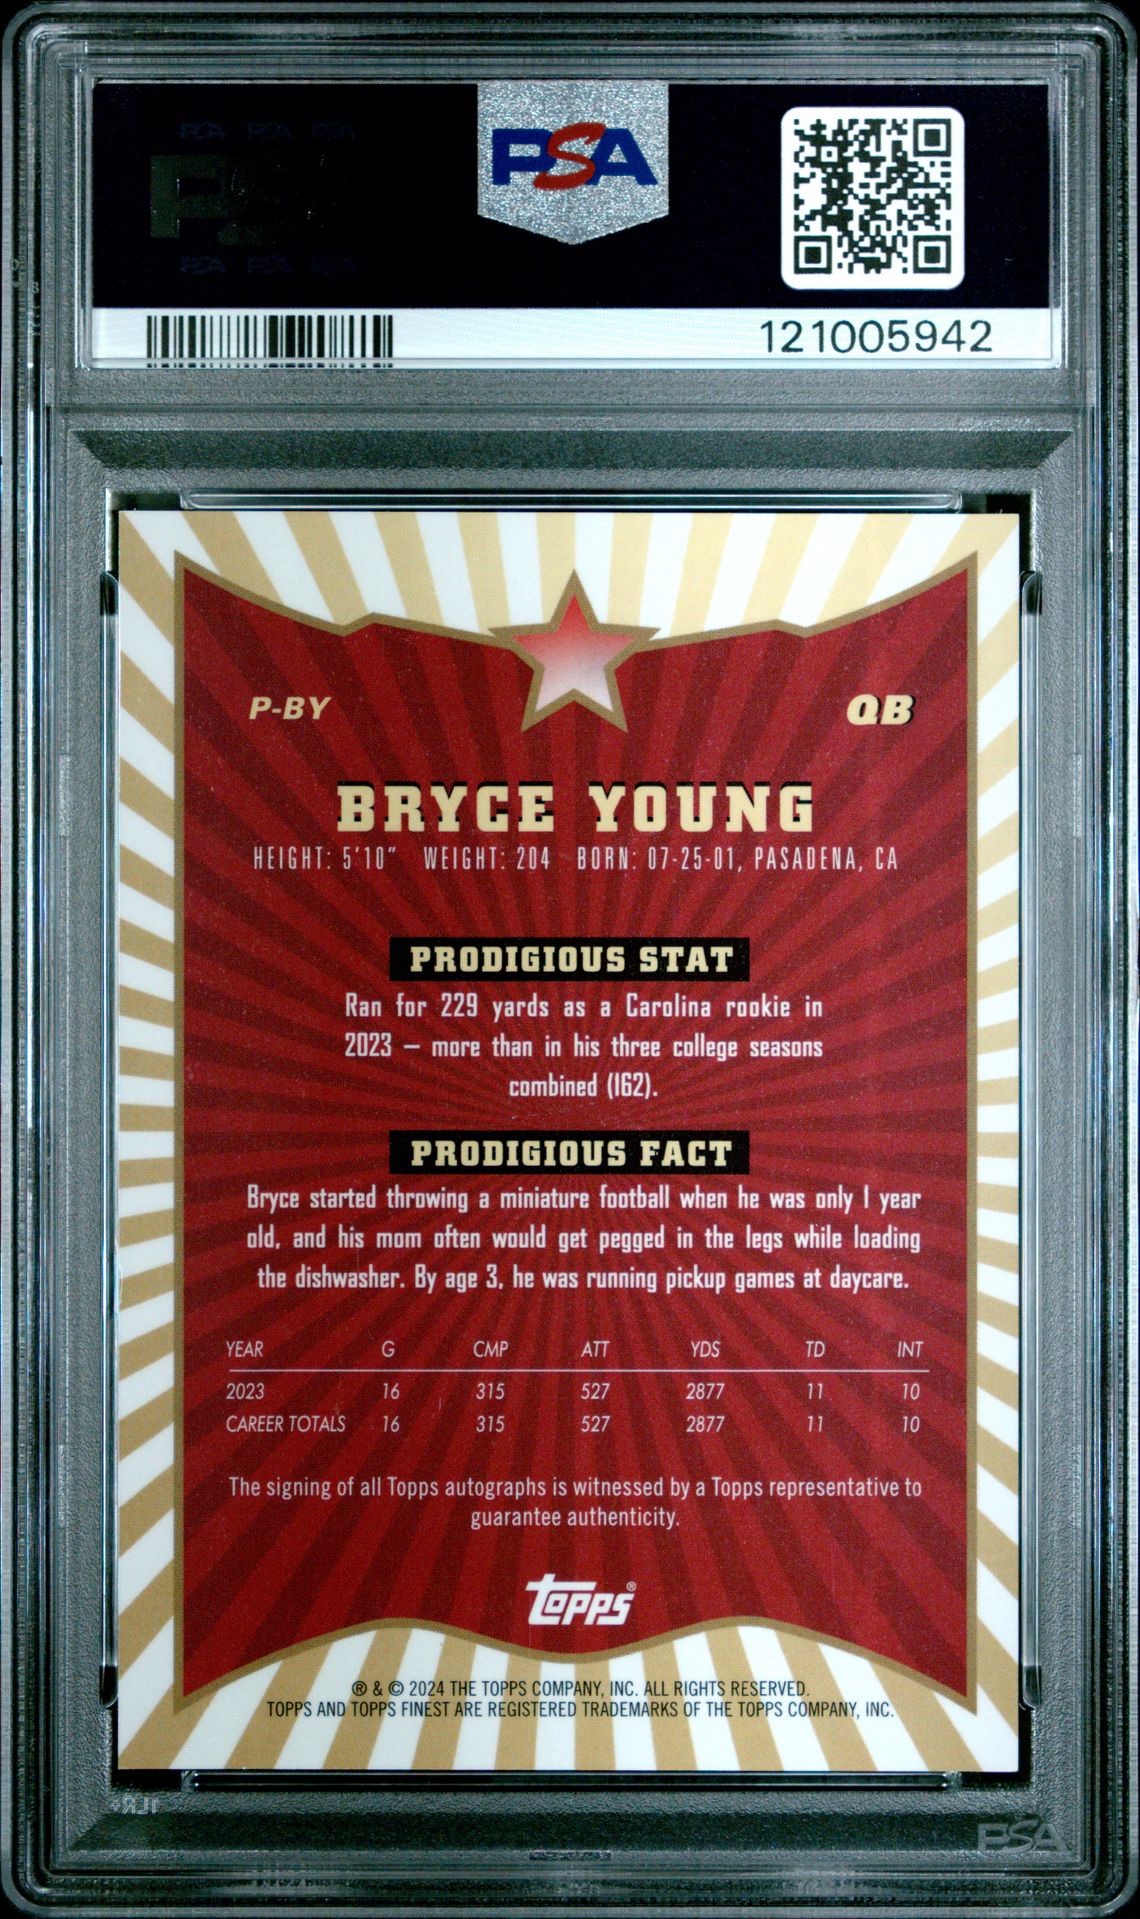 PSA
121005942
P-BY QB
BRYCE YOUNG
HEIGHT: 5'10" WEIGHT: 204 BORN: 07-25-01, PASADENA, CA
PRODIGIOUS STAT
Ran for 229 yards as a Carolina rookie in
2023 – more than in his three college seasons
combined (162).
PRODIGIOUS FACT
Bryce started throwing a miniature football when he was only 1 year
old, and his mom often would get pegged in the legs while loading
the dishwasher. By age 3, he was running pickup games at daycare.
YEAR G CMP ATT YDS TD INT
2023 16 315 527 2877 11 10
CAREER TOTALS 16 315 527 2877 11 10
The signing of all Topps autographs is witnessed by a Topps representative to
guarantee authenticity.
topps®
® & © 2024 THE TOPPS COMPANY, INC. ALL RIGHTS RESERVED.
TOPPS AND TOPPS FINEST ARE REGISTERED TRADEMARKS OF THE TOPPS COMPANY, INC.
PSA